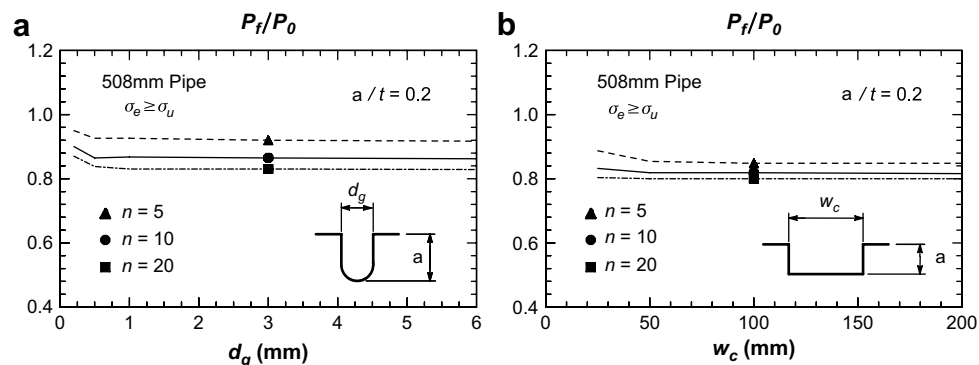 a
P_f/P_0
1.2
1.0
0.8
0.6
0.4
508mm Pipe
σ_e ≥ σ_u
a / t = 0.2
▲ n = 5
● n = 10
■ n = 20
d_g
a
0 1 2 3 4 5 6
d_g (mm)
b
P_f/P_0
1.2
1.0
0.8
0.6
0.4
508mm Pipe
σ_e ≥ σ_u
a / t = 0.2
▲ n = 5
● n = 10
■ n = 20
w_c
a
0 50 100 150 200
w_c (mm)